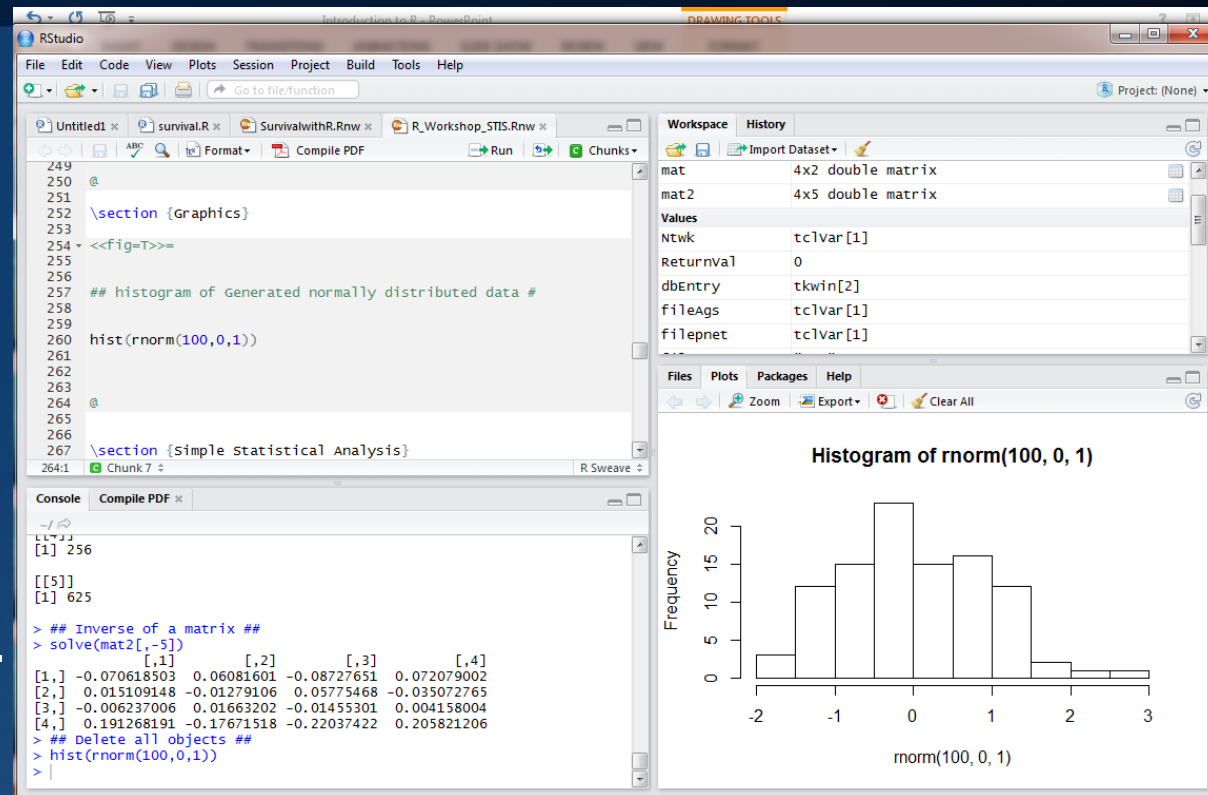 Introduction to R - PowerPoint
DRAWING TOOLS
?
RStudio
File Edit Code View Plots Session Project Build Tools Help
Go to file/function
Project: (None)
Untitled1 survival.R SurvivalwithR.Rnw R_Workshop_STIS.Rnw
ABC Format Compile PDF Run Chunks
249
250 @
251
252 \section {Graphics}
253
254 <<fig=T>>=
255
256
257 ## histogram of Generated normally distributed data #
258
259
260 hist(rnorm(100,0,1))
261
262
263
264 @
265
266
267 \section {Simple Statistical Analysis}
264:1 Chunk 7 R Sweave
Console Compile PDF
~/
[[4]]
[1] 256
[[5]]
[1] 625
> ## Inverse of a matrix ##
> solve(mat2[,-5])
[,1] [,2] [,3] [,4]
[1,] -0.070618503 0.06081601 -0.08727651 0.072079002
[2,] 0.015109148 -0.01279106 0.05775468 -0.035072765
[3,] -0.006237006 0.01663202 -0.01455301 0.004158004
[4,] 0.191268191 -0.17671518 -0.22037422 0.205821206
> ## Delete all objects ##
> hist(rnorm(100,0,1))
>
Workspace History
Import Dataset
mat 4x2 double matrix
mat2 4x5 double matrix
Values
Ntwk tclVar[1]
ReturnVal 0
dbEntry tkwin[2]
fileAgs tclVar[1]
filepnet tclVar[1]
Files Plots Packages Help
Zoom Export Clear All
Histogram of rnorm(100, 0, 1)
Frequency
20
15
10
5
0
-2 -1 0 1 2 3
rnorm(100, 0, 1)